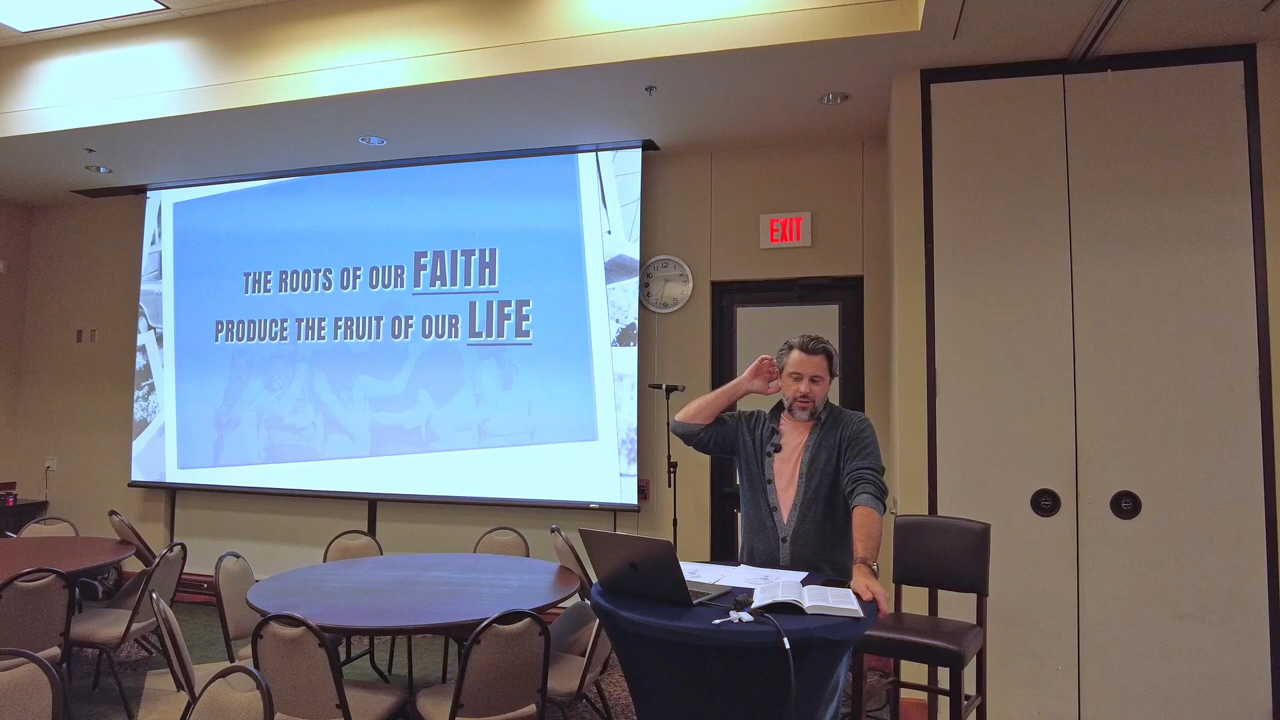 THE ROOTS OF OUR FAITH
PRODUCE THE FRUIT OF OUR LIFE
EXIT